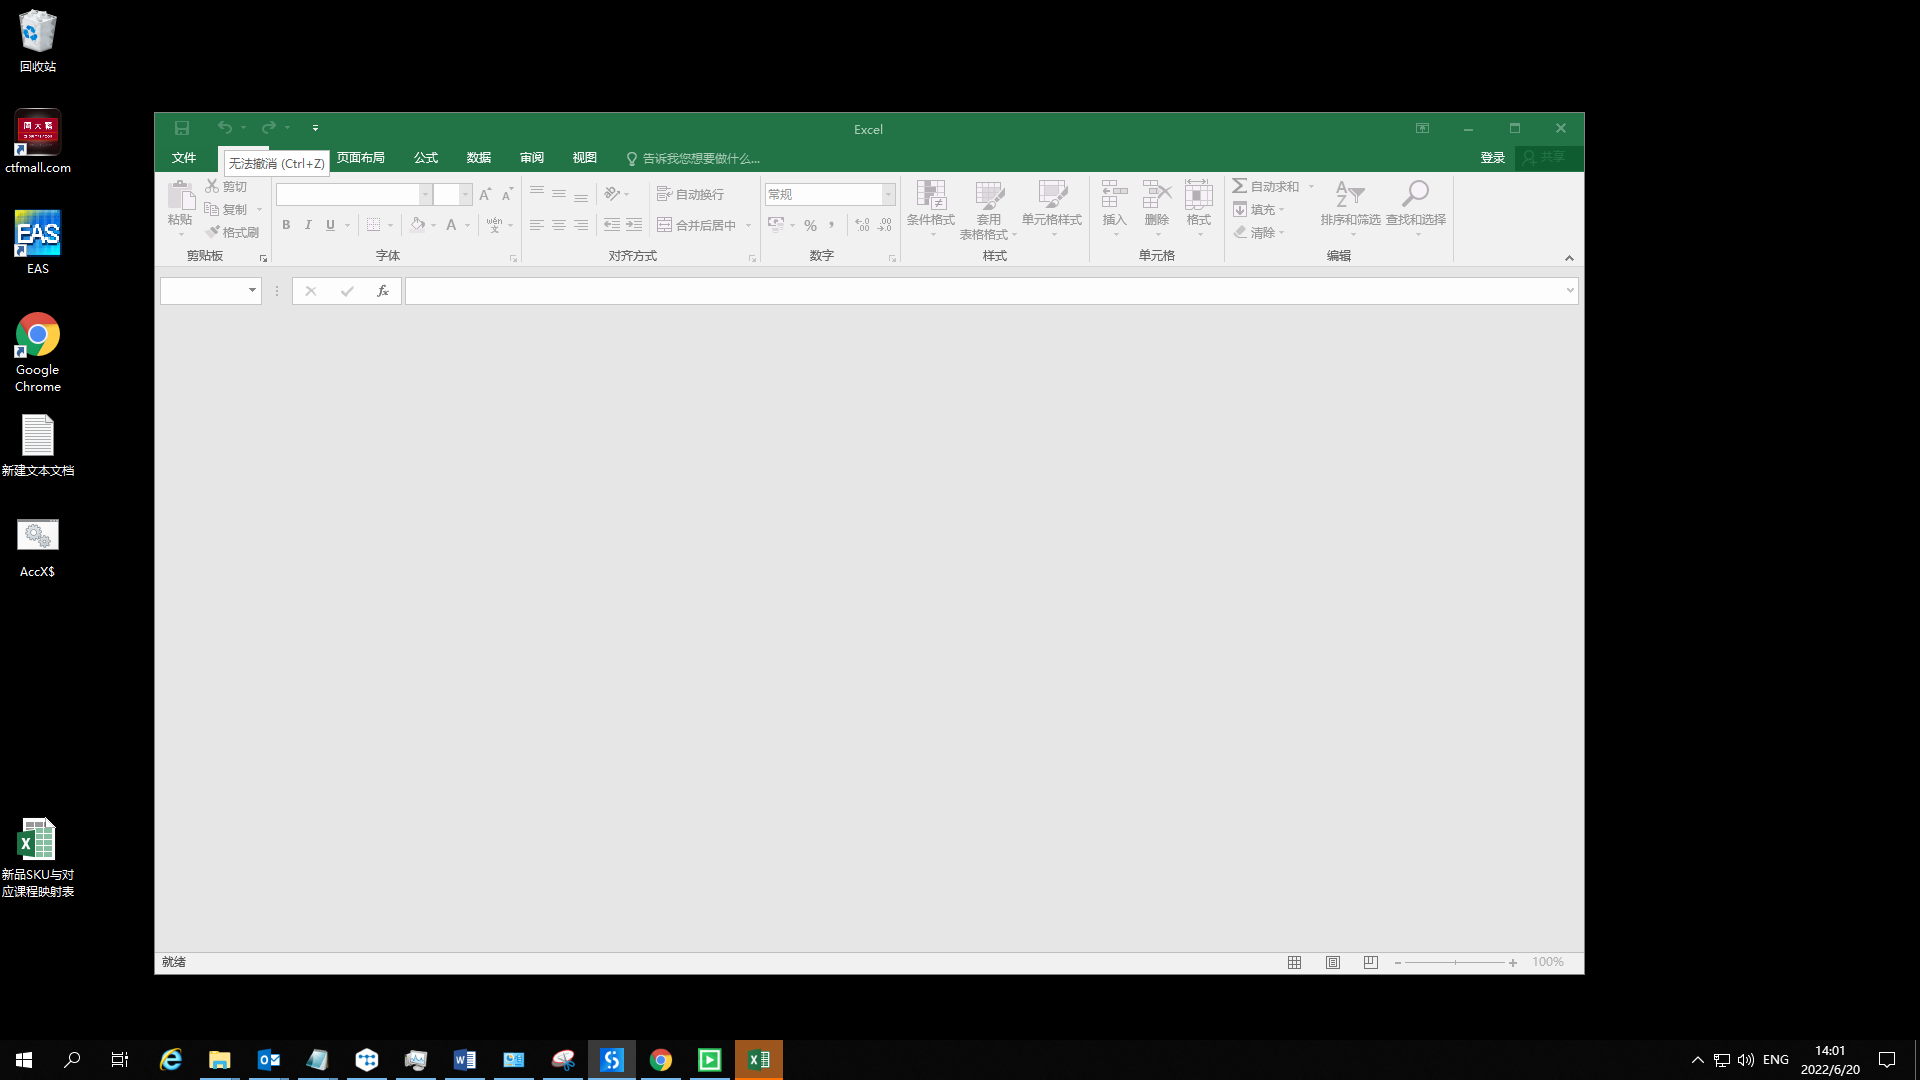 回收站
ctfmall.com
EAS
Google
Chrome
新建文本文档
AccX$
新品SKU与对
应课程映射表
Excel
文件
无法撤消 (Ctrl+Z)
页面布局
公式
数据
审阅
视图
告诉我您想要做什么...
登录
共享
粘贴
剪切
复制
格式刷
剪贴板
B I U
A
wén
文
字体
自动换行
合并后居中
对齐方式
常规
%
数字
条件格式
套用
表格格式
单元格样式
样式
插入
删除
格式
单元格
自动求和
填充
清除
排序和筛选
查找和选择
编辑
fx
就绪
100%
ENG
14:01
2022/6/20